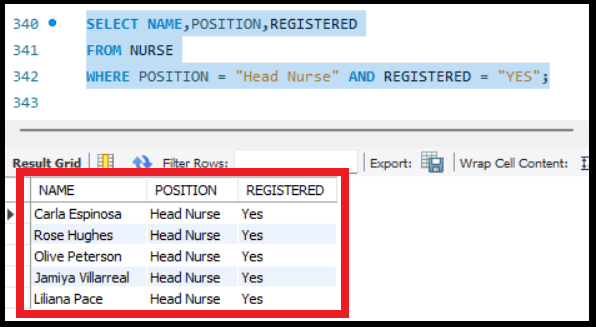 340 SELECT NAME,POSITION,REGISTERED
341 FROM NURSE
342 WHERE POSITION = "Head Nurse" AND REGISTERED = "YES";
343
Result Grid Filter Rows: Export: Wrap Cell Content:
NAME POSITION REGISTERED
Carla Espinosa Head Nurse Yes
Rose Hughes Head Nurse Yes
Olive Peterson Head Nurse Yes
Jamiya Villarreal Head Nurse Yes
Liliana Pace Head Nurse Yes